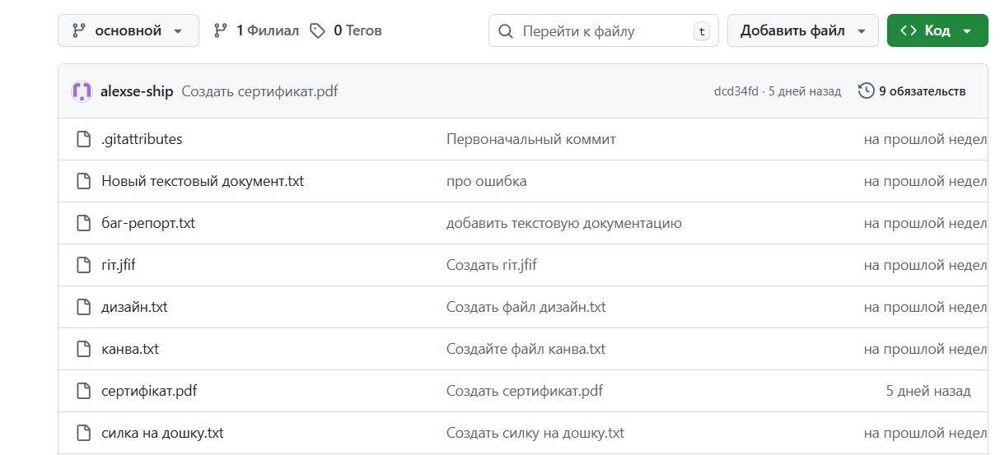 основной 1 Филиал 0 Тегов Перейти к файлу t Добавить файл Код
alexse-ship Создать сертификат.pdf dcd34fd · 5 дней назад 9 обязательств
.gitattributes Первоначальный коммит на прошлой недел
Новый текстовый документ.txt про ошибка на прошлой недел
баг-репорт.txt добавить текстовую документацию на прошлой недел
гіт.jfif Создать гіт.jfif на прошлой недел
дизайн.txt Создать файл дизайн.txt на прошлой недел
канва.txt Создайте файл канва.txt на прошлой недел
сертифікат.pdf Создать сертификат.pdf 5 дней назад
силка на дошку.txt Создать силку на дошку.txt на прошлой недел